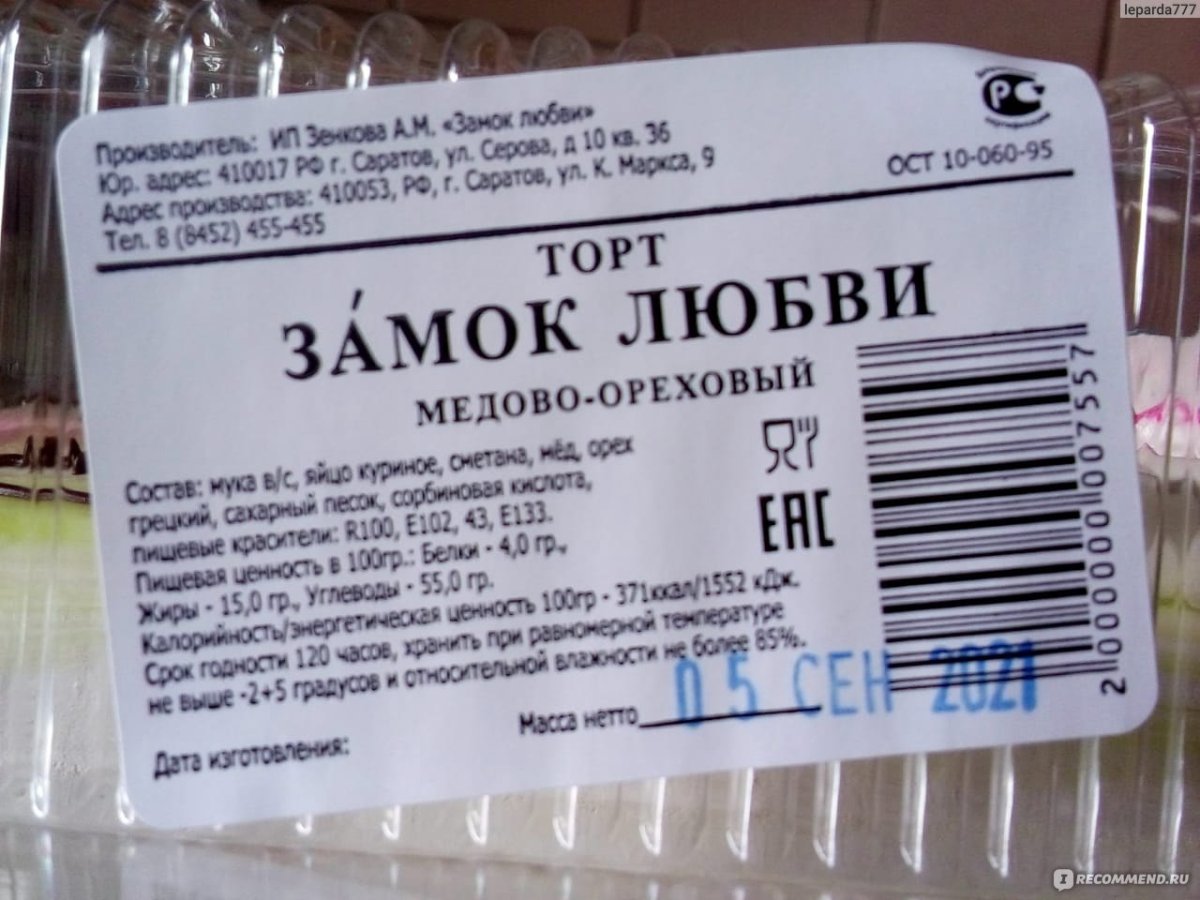 leparda777
Производитель: ИП Зенкова А.М. «Замок любви»
Юр. адрес: 410017 РФ г. Саратов, ул. Серова, д 10 кв. 36
Адрес производства: 410053, РФ, г. Саратов, ул. К. Маркса, 9
Тел. 8 (8452) 455-455
РС
ОСТ 10-060-95
ТОРТ
ЗА́МОК ЛЮБВИ
МЕДОВО-ОРЕХОВЫЙ
Состав: мука в/с, яйцо куриное, сметана, мёд, орех
грецкий, сахарный песок, сорбиновая кислота,
пищевые красители: R100, Е102, 43, Е133.
Пищевая ценность в 100гр.: Белки - 4,0 гр.,
Жиры - 15,0 гр., Углеводы - 55,0 гр.
Калорийность/энергетическая ценность 100гр - 371ккал/1552 кДж.
Срок годности 120 часов, хранить при равномерной температуре
не выше -2+5 градусов и относительной влажности не более 85%.
EAC
2000000007557
Масса нетто
05 СЕН 2021
Дата изготовления:
IRECOMMEND.RU